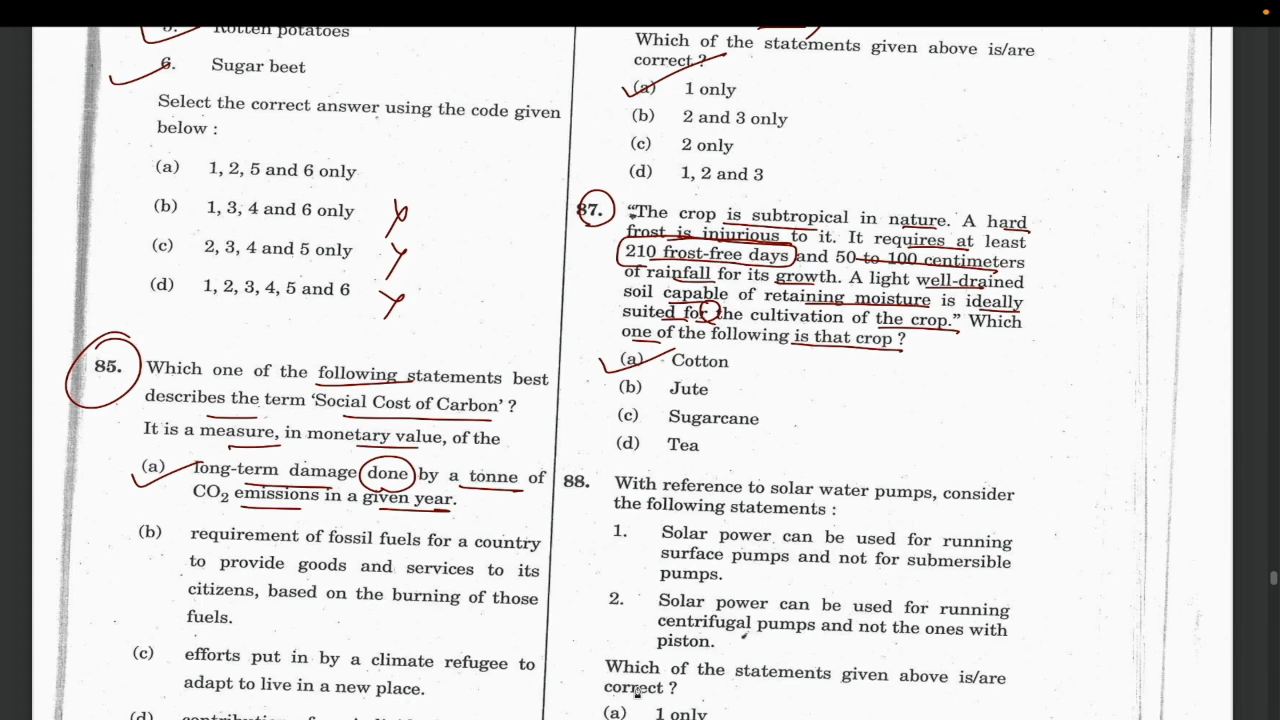 5. Rotten potatoes
6. Sugar beet
Select the correct answer using the code given
below :
(a) 1, 2, 5 and 6 only
(b) 1, 3, 4 and 6 only
(c) 2, 3, 4 and 5 only
(d) 1, 2, 3, 4, 5 and 6
85. Which one of the following statements best
describes the term ‘Social Cost of Carbon’ ?
It is a measure, in monetary value, of the
(a) long-term damage done by a tonne of
CO2 emissions in a given year.
(b) requirement of fossil fuels for a country
to provide goods and services to its
citizens, based on the burning of those
fuels.
(c) efforts put in by a climate refugee to
adapt to live in a new place.
(d)
Which of the statements given above is/are
correct ?
(a) 1 only
(b) 2 and 3 only
(c) 2 only
(d) 1, 2 and 3
87. “The crop is subtropical in nature. A hard
frost is injurious to it. It requires at least
210 frost-free days and 50 to 100 centimeters
of rainfall for its growth. A light well-drained
soil capable of retaining moisture is ideally
suited for the cultivation of the crop.” Which
one of the following is that crop ?
(a) Cotton
(b) Jute
(c) Sugarcane
(d) Tea
88. With reference to solar water pumps, consider
the following statements :
1. Solar power can be used for running
surface pumps and not for submersible
pumps.
2. Solar power can be used for running
centrifugal pumps and not the ones with
piston.
Which of the statements given above is/are
correct ?
(a) 1 only